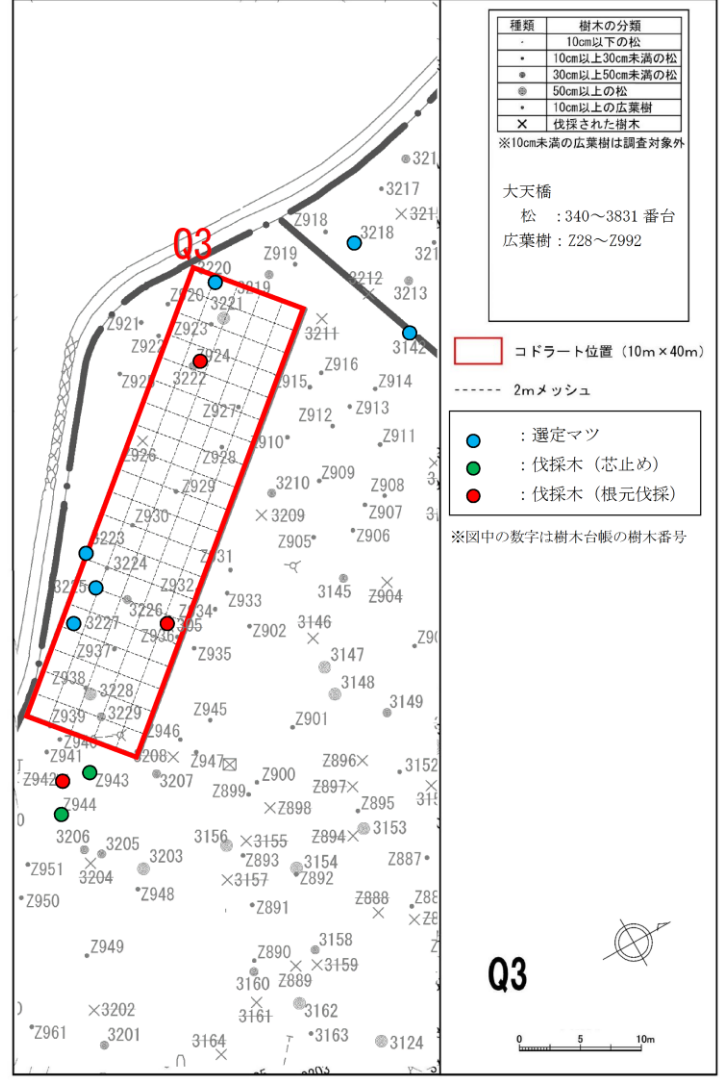 種類 樹木の分類
10cm以下の松
10cm以上30cm未満の松
30cm以上50cm未満の松
50cm以上の松
10cm以上の広葉樹
× 伐採された樹木
※10cm未満の広葉樹は調査対象外
大天橋
松 :340~3831 番台
広葉樹:Z28~Z992
コドラート位置(10m×40m)
2mメッシュ
:選定マツ
:伐採木(芯止め)
:伐採木(根元伐採)
※図中の数字は樹木台帳の樹木番号
Q3
0 5 10m
Q3
3217
Z918
3218
Z919
3212
3213
Z920
3221
Z921
Z923
3211
3142
3222
Z916
Z914
Z927
Z913
Z912
Z911
Z928
Z926
Z909
Z929
3210
Z908
Z907
3209
Z930
Z906
Z905
3224
3145
Z932
Z904
3226
Z933
3227
Z902
3146
Z936
Z937
Z935
3147
Z938
3228
3148
3149
Z939
3229
Z945
Z901
Z946
Z941
3208
Z947
Z896
3152
Z942
Z943
3207
Z900
Z897
Z899
Z944
Z898
Z895
3206
3205
3156
3155
Z894
3153
3203
Z893
3154
Z887
Z951
3204
3157
Z892
Z950
Z948
Z891
Z888
Z949
3158
Z890
3159
3160
Z889
3202
3161
3162
Z961
3201
3164
3163
3124